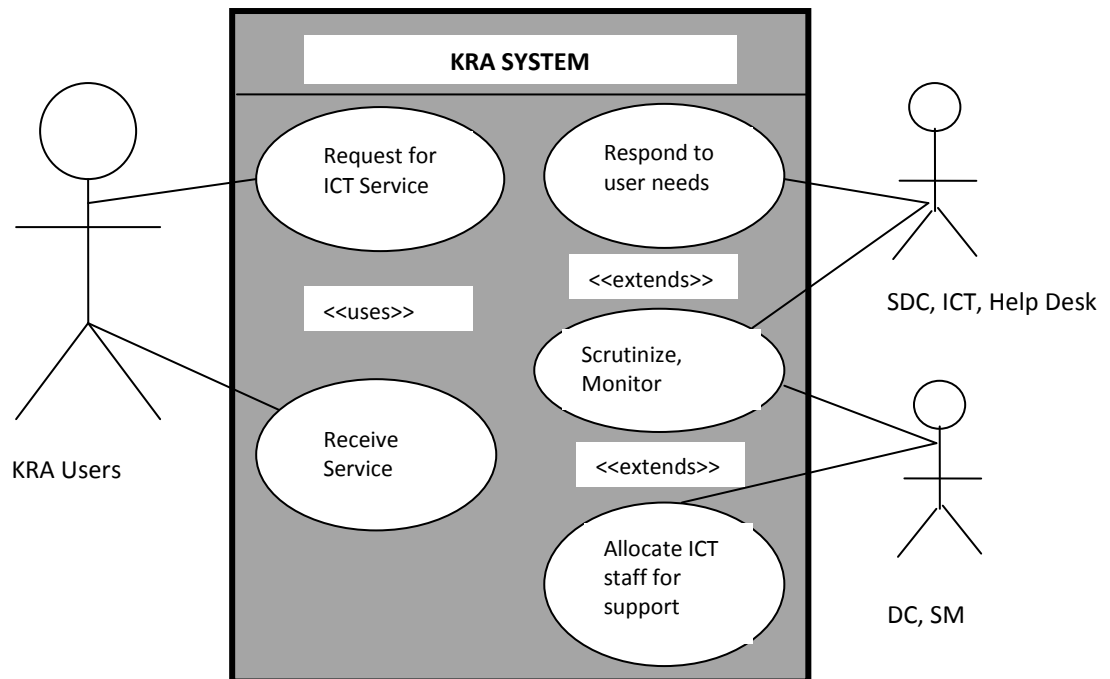 KRA SYSTEM
Request for
ICT Service
Respond to
user needs
<<extends>>
<<uses>>
SDC, ICT, Help Desk
Scrutinize,
Monitor
Receive
Service
<<extends>>
KRA Users
Allocate ICT
staff for
support
DC, SM